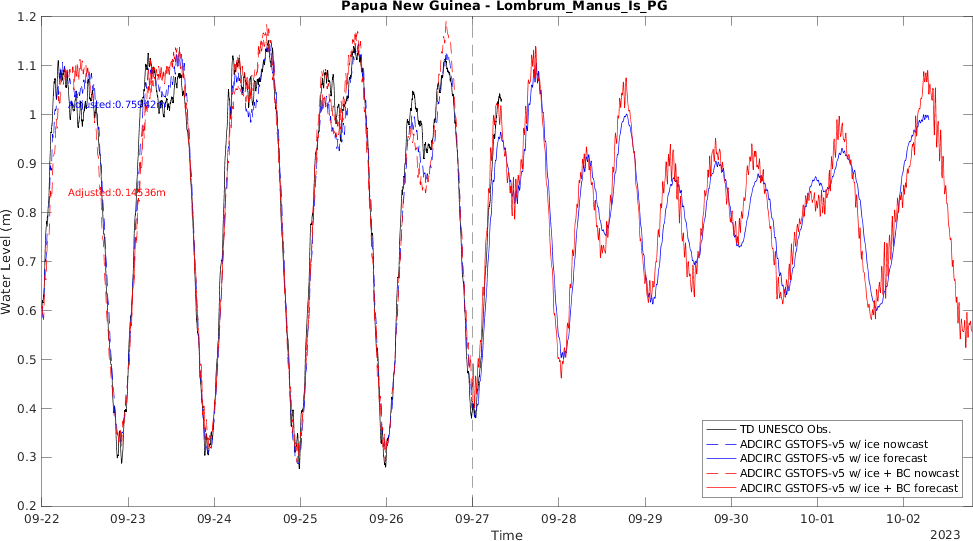 Papua New Guinea - Lombrum_Manus_Is_PG
1.2
1.1
1
0.9
0.8
0.7
0.6
0.5
0.4
0.3
0.2
Water Level (m)
Adjusted:0.75942m
Adjusted:0.14536m
TD UNESCO Obs.
ADCIRC GSTOFS-v5 w/ ice nowcast
ADCIRC GSTOFS-v5 w/ ice forecast
ADCIRC GSTOFS-v5 w/ ice + BC nowcast
ADCIRC GSTOFS-v5 w/ ice + BC forecast
09-22 09-23 09-24 09-25 09-26 09-27 09-28 09-29 09-30 10-01 10-02
Time
2023